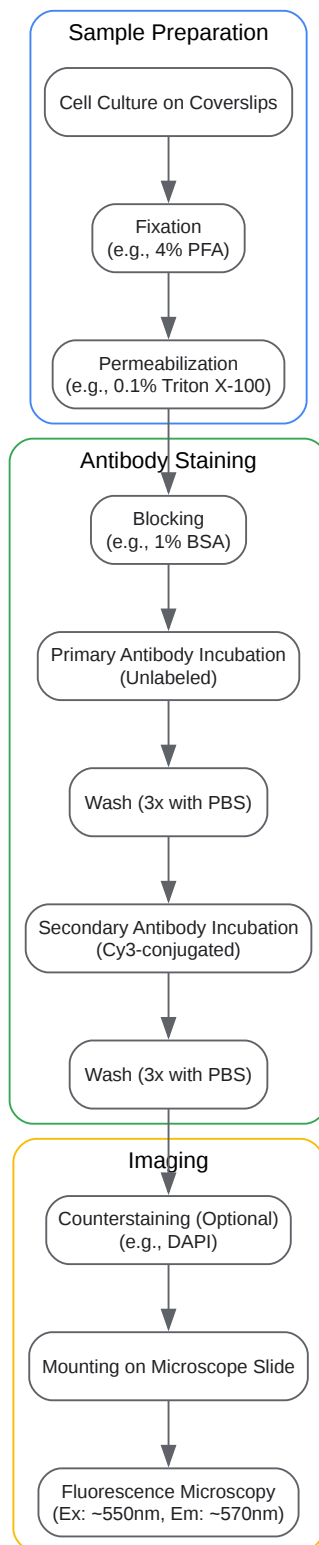 Sample Preparation
Cell Culture on Coverslips
Fixation
(e.g., 4% PFA)
Permeabilization
(e.g., 0.1% Triton X-100)
Antibody Staining
Blocking
(e.g., 1% BSA)
Primary Antibody Incubation
(Unlabeled)
Wash (3x with PBS)
Secondary Antibody Incubation
(Cy3-conjugated)
Wash (3x with PBS)
Imaging
Counterstaining (Optional)
(e.g., DAPI)
Mounting on Microscope Slide
Fluorescence Microscopy
(Ex: ~550nm, Em: ~570nm)